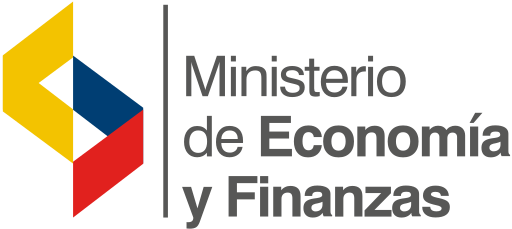 Ministerio
de Economía
y Finanzas